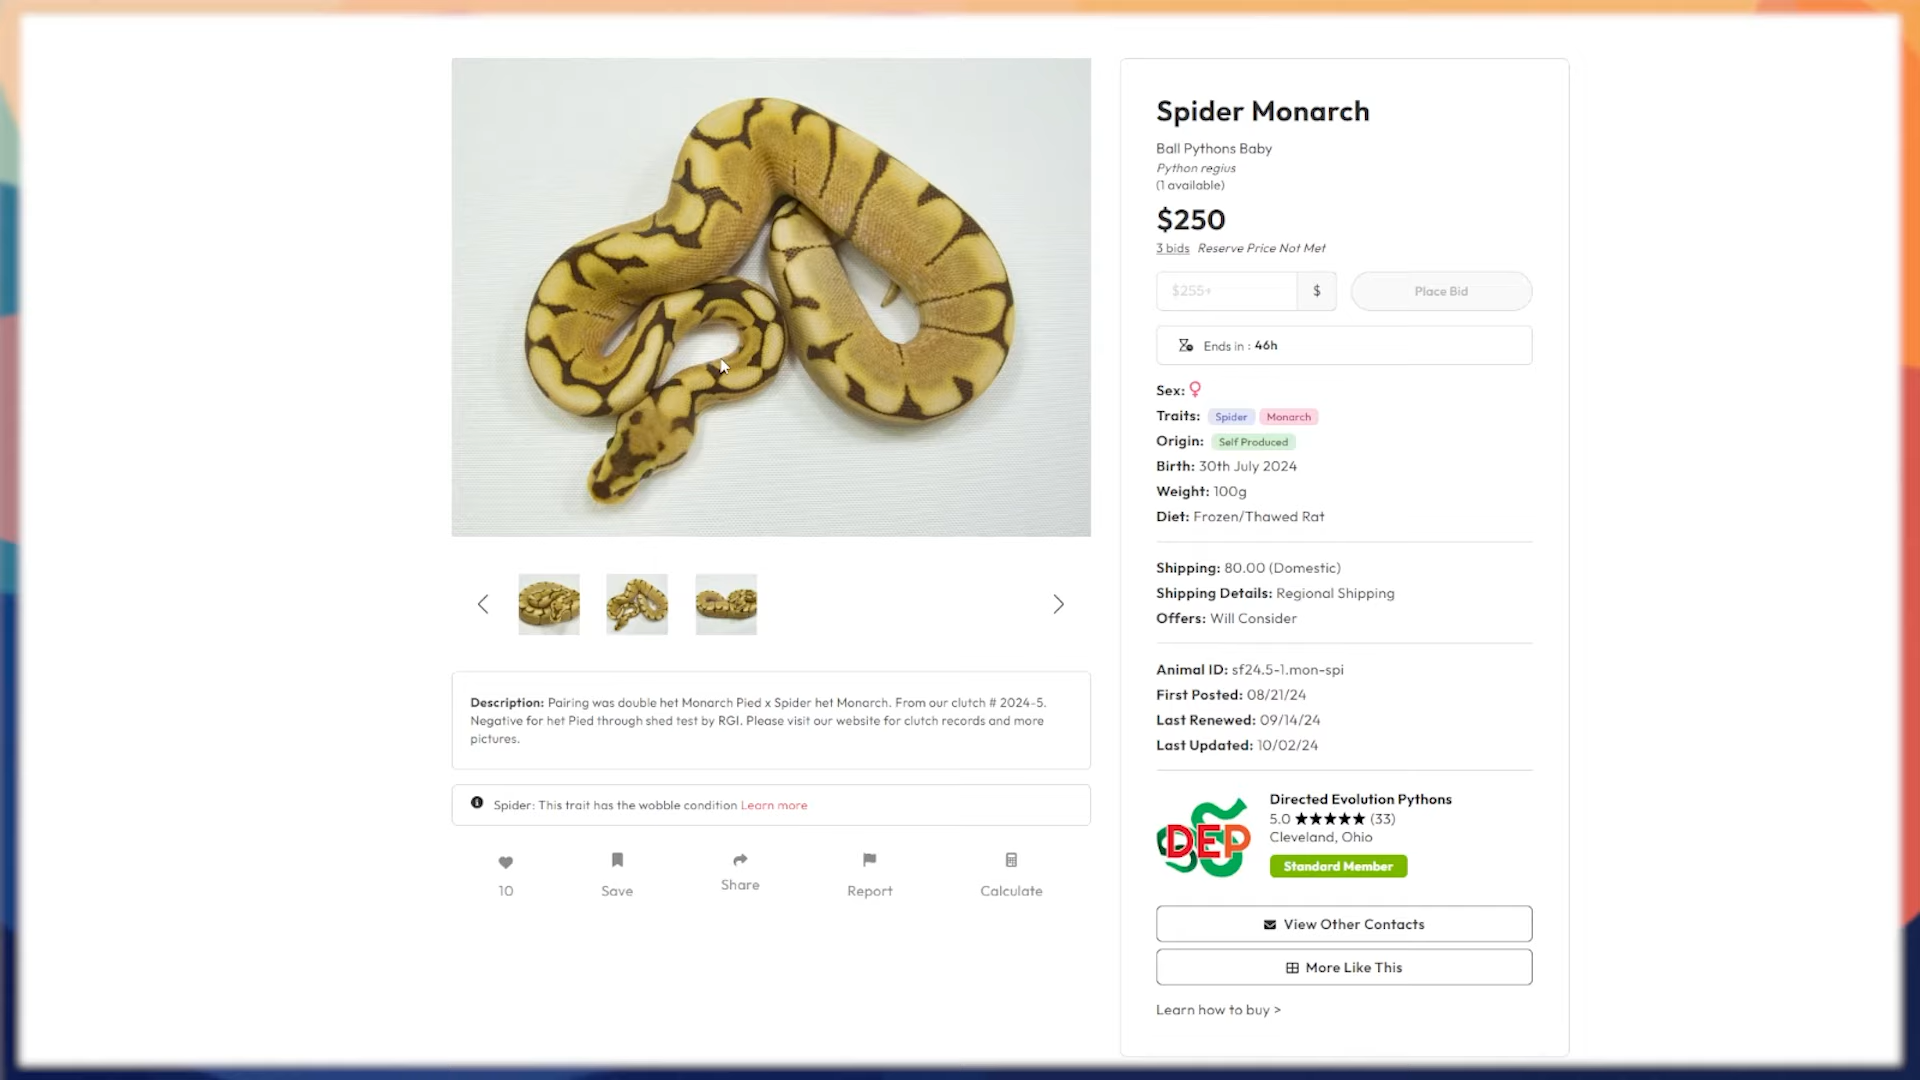 Spider Monarch
Ball Pythons Baby
Python regius
(1 available)
$250
3 bids Reserve Price Not Met
$255+ $ Place Bid
Ends in : 46h
Sex: ♀
Traits: Spider Monarch
Origin: Self Produced
Birth: 30th July 2024
Weight: 100g
Diet: Frozen/Thawed Rat
Shipping: 80.00 (Domestic)
Shipping Details: Regional Shipping
Offers: Will Consider
Animal ID: sf24.5-1.mon-spi
First Posted: 08/21/24
Last Renewed: 09/14/24
Last Updated: 10/02/24
DEP
Directed Evolution Pythons
5.0 ★★★★★ (33)
Cleveland, Ohio
Standard Member
View Other Contacts
More Like This
Learn how to buy >
Description: Pairing was double het Monarch Pied x Spider het Monarch. From our clutch # 2024-5.
Negative for het Pied through shed test by RGI. Please visit our website for clutch records and more
pictures.
Spider: This trait has the wobble condition Learn more
10 Save Share Report Calculate